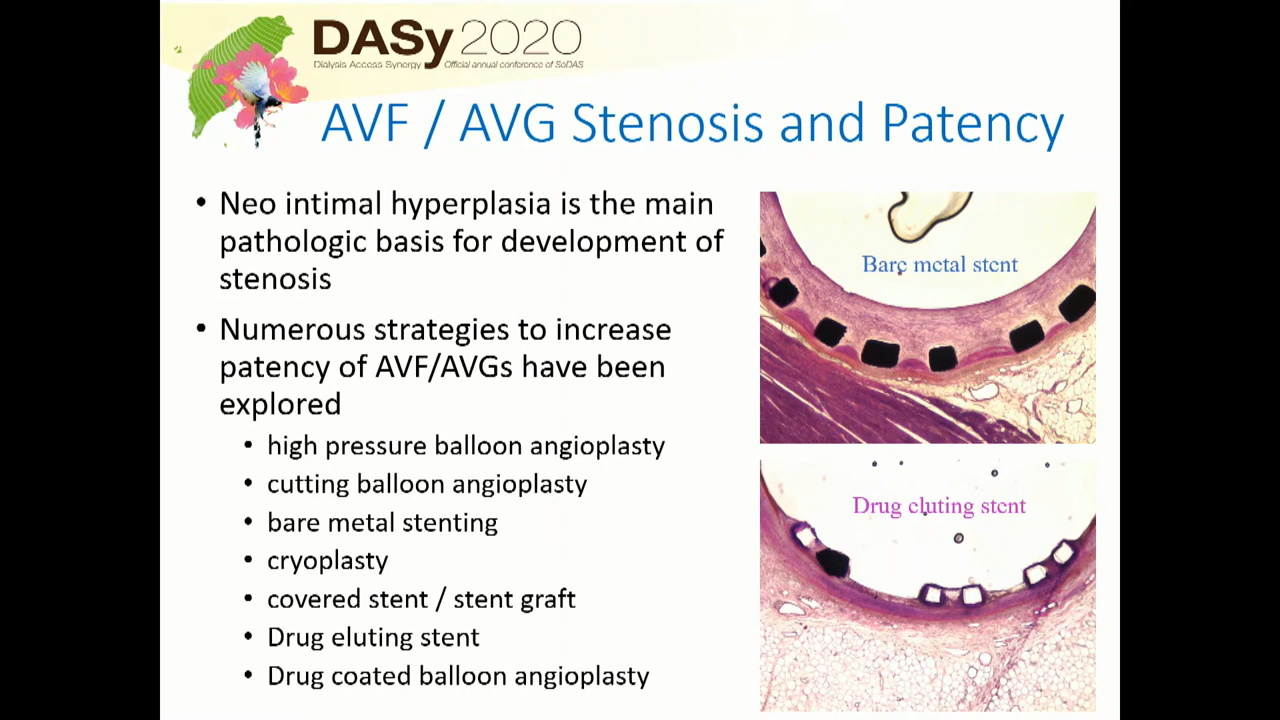 DASy 2020
Dialysis Access Synergy Official annual conference of SoDAS
AVF / AVG Stenosis and Patency
• Neo intimal hyperplasia is the main
pathologic basis for development of
stenosis
• Numerous strategies to increase
patency of AVF/AVGs have been
explored
• high pressure balloon angioplasty
• cutting balloon angioplasty
• bare metal stenting
• cryoplasty
• covered stent / stent graft
• Drug eluting stent
• Drug coated balloon angioplasty
Bare metal stent
Drug eluting stent